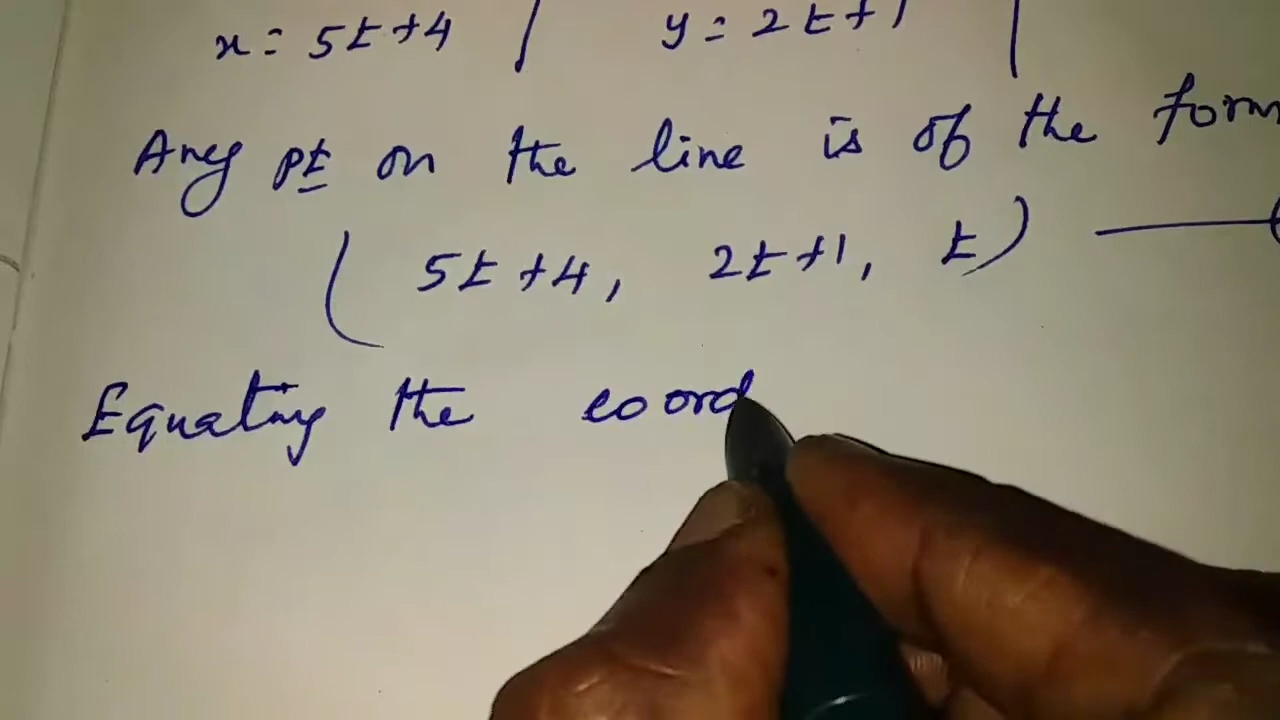 x = 5t + 4 | y = 2t + 1 |
Any pt on the line is of the form
( 5t + 4 , 2t + 1 , t ) — (
Equating the coord